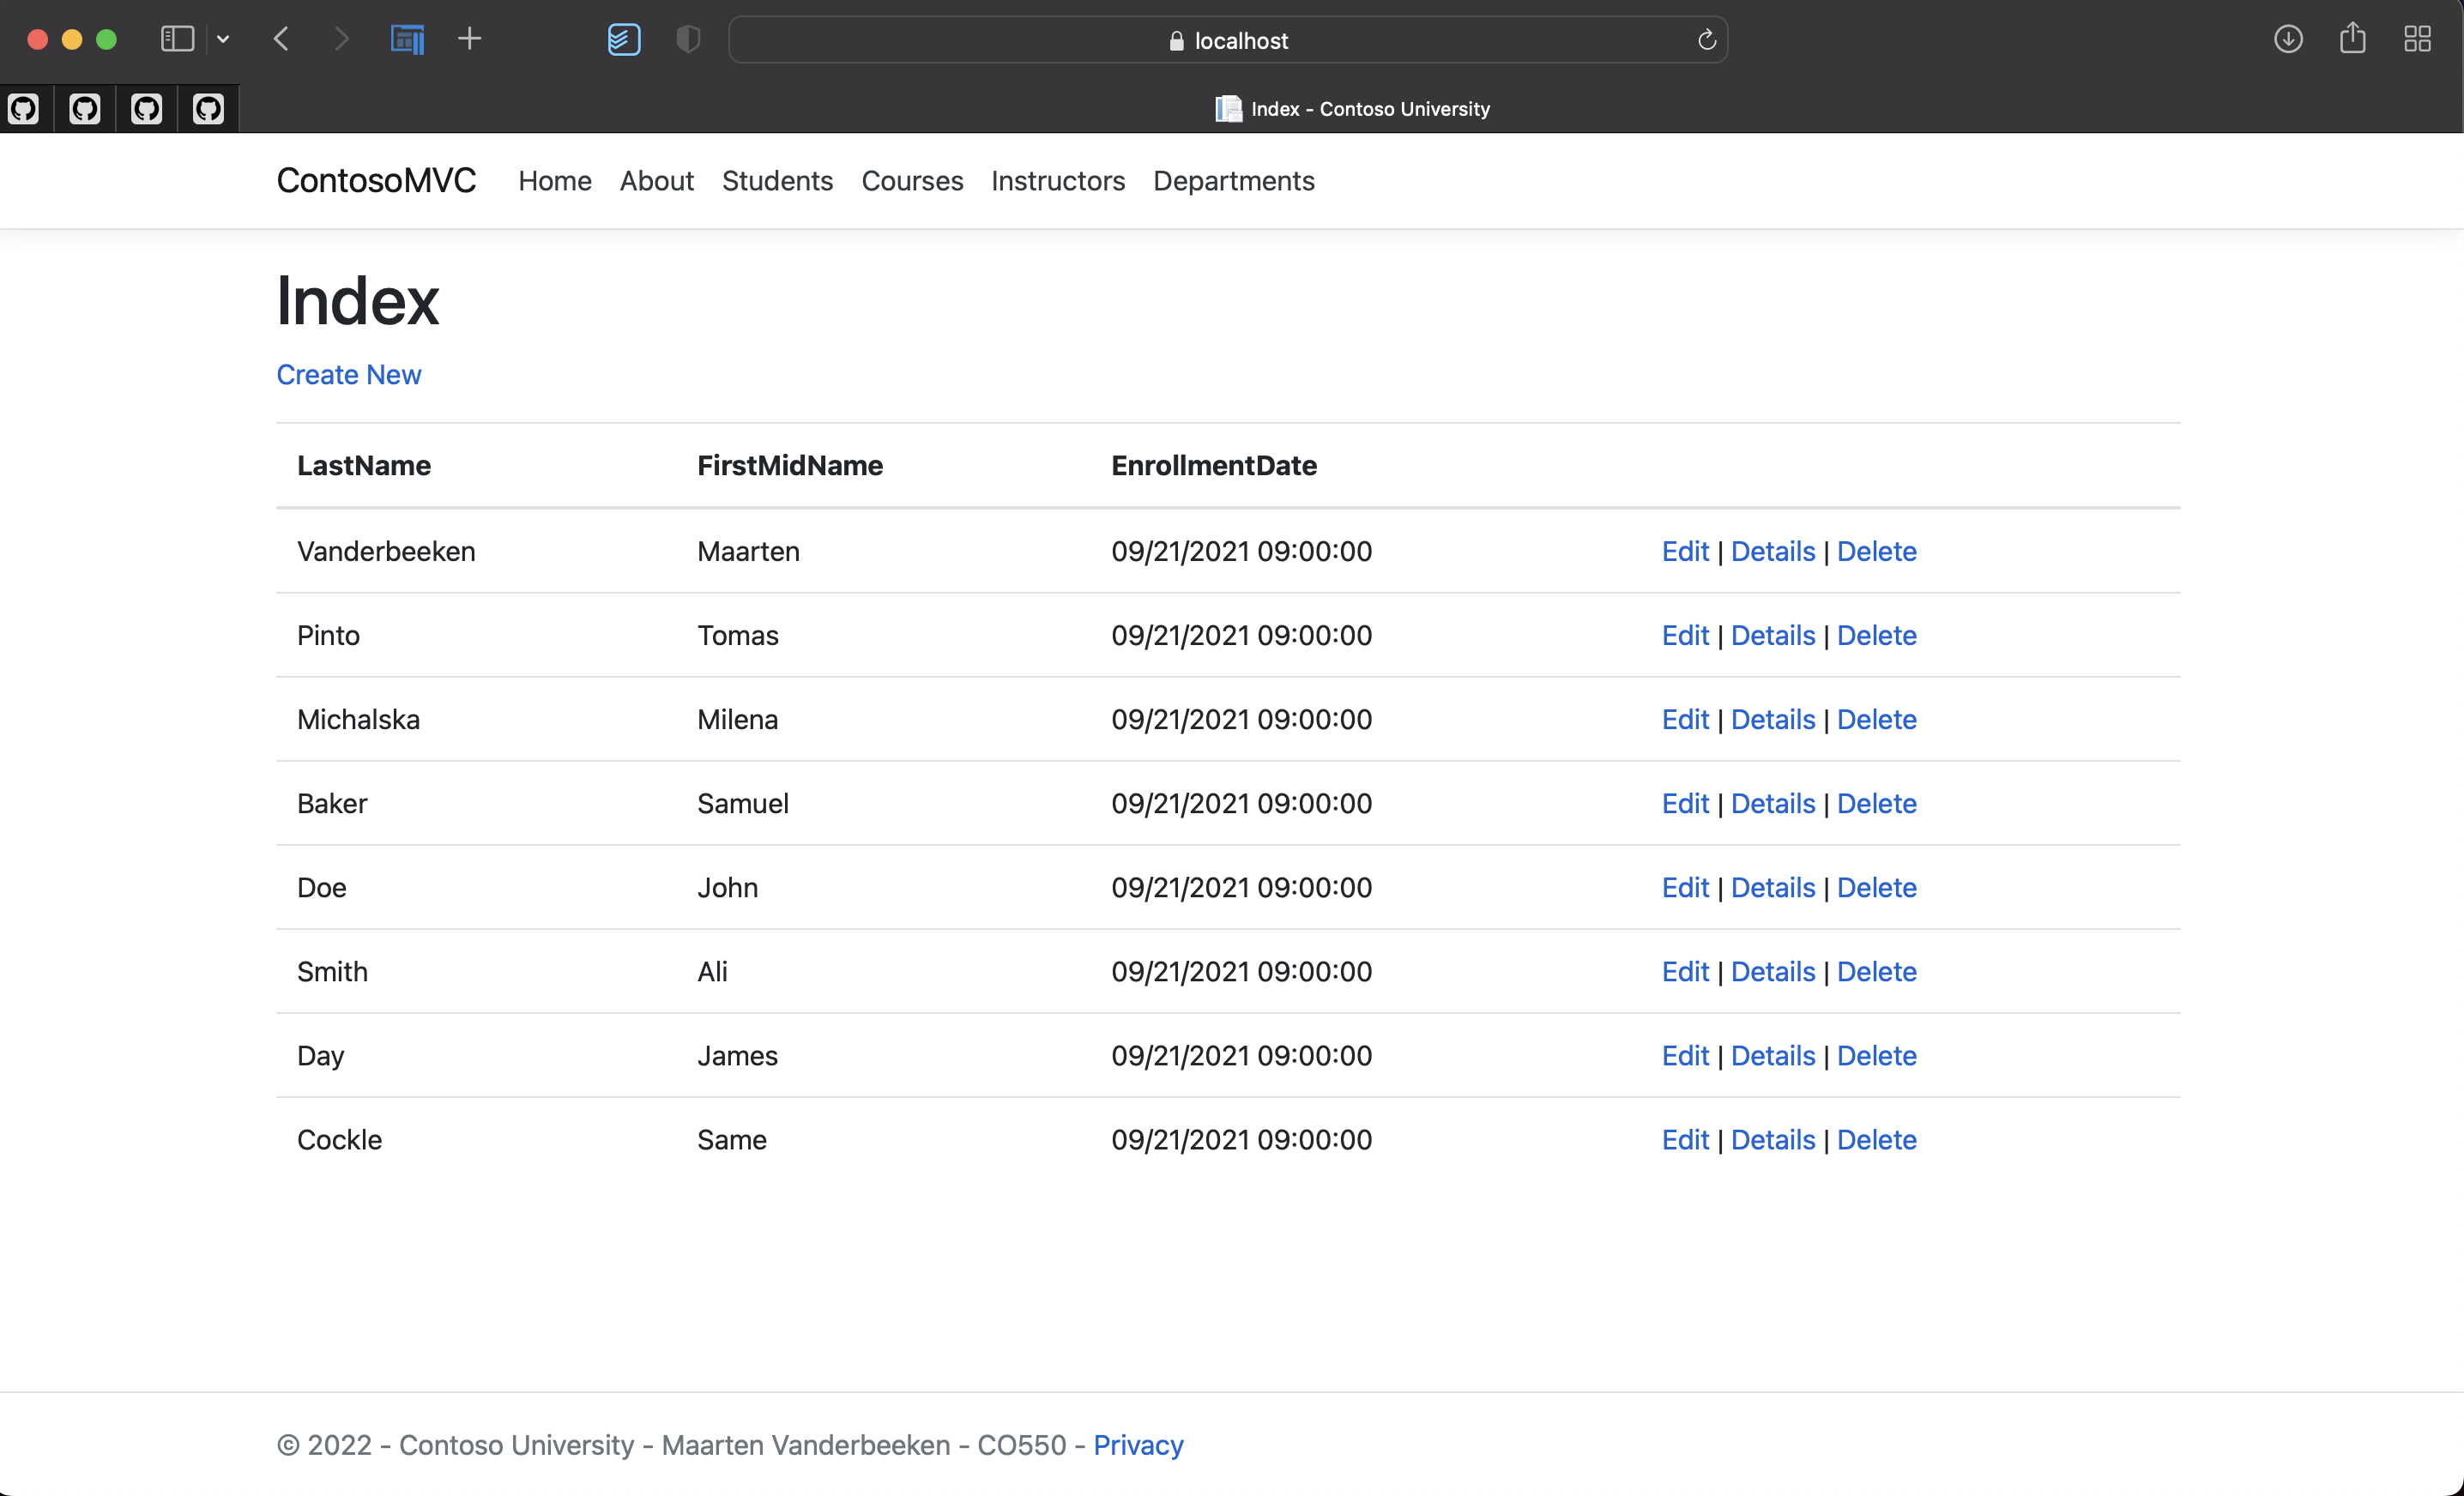 localhost
Index - Contoso University
ContosoMVC Home About Students Courses Instructors Departments
Index
Create New
LastName FirstMidName EnrollmentDate
Vanderbeeken Maarten 09/21/2021 09:00:00 Edit | Details | Delete
Pinto Tomas 09/21/2021 09:00:00 Edit | Details | Delete
Michalska Milena 09/21/2021 09:00:00 Edit | Details | Delete
Baker Samuel 09/21/2021 09:00:00 Edit | Details | Delete
Doe John 09/21/2021 09:00:00 Edit | Details | Delete
Smith Ali 09/21/2021 09:00:00 Edit | Details | Delete
Day James 09/21/2021 09:00:00 Edit | Details | Delete
Cockle Same 09/21/2021 09:00:00 Edit | Details | Delete
© 2022 - Contoso University - Maarten Vanderbeeken - CO550 - Privacy